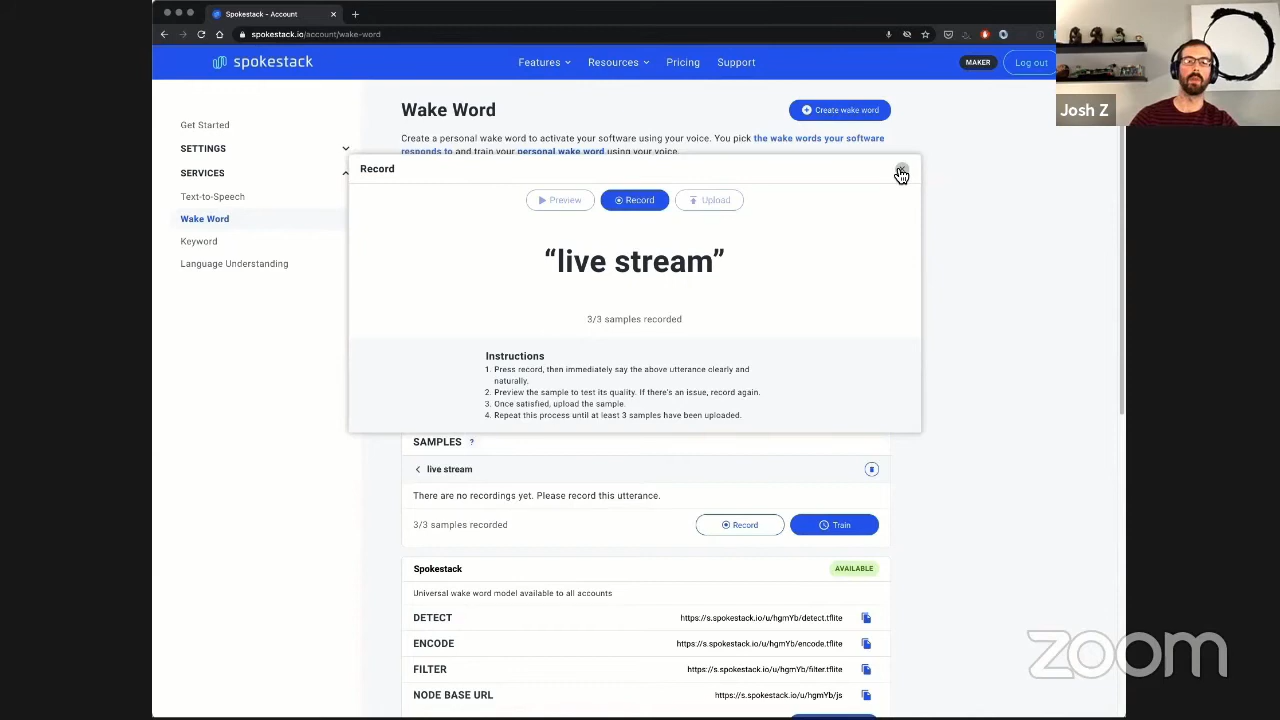 Spokestack - Account
spokestack.io/account/wake-word
spokestack
Features
Resources
Pricing
Support
MAKER
Log out
Josh Z
Get Started
SETTINGS
SERVICES
Text-to-Speech
Wake Word
Keyword
Language Understanding
Wake Word
Create wake word
Create a personal wake word to activate your software using your voice. You pick the wake words your software
responds to and train your personal wake word using your voice.
Record
Preview
Record
Upload
“live stream”
3/3 samples recorded
Instructions
1. Press record, then immediately say the above utterance clearly and
naturally.
2. Preview the sample to test its quality. If there's an issue, record again.
3. Once satisfied, upload the sample.
4. Repeat this process until at least 3 samples have been uploaded.
SAMPLES ?
live stream
There are no recordings yet. Please record this utterance.
3/3 samples recorded
Record
Train
Spokestack
AVAILABLE
Universal wake word model available to all accounts
DETECT
https://s.spokestack.io/u/hgmYb/detect.tflite
ENCODE
https://s.spokestack.io/u/hgmYb/encode.tflite
FILTER
https://s.spokestack.io/u/hgmYb/filter.tflite
NODE BASE URL
https://s.spokestack.io/u/hgmYb/js
zoom